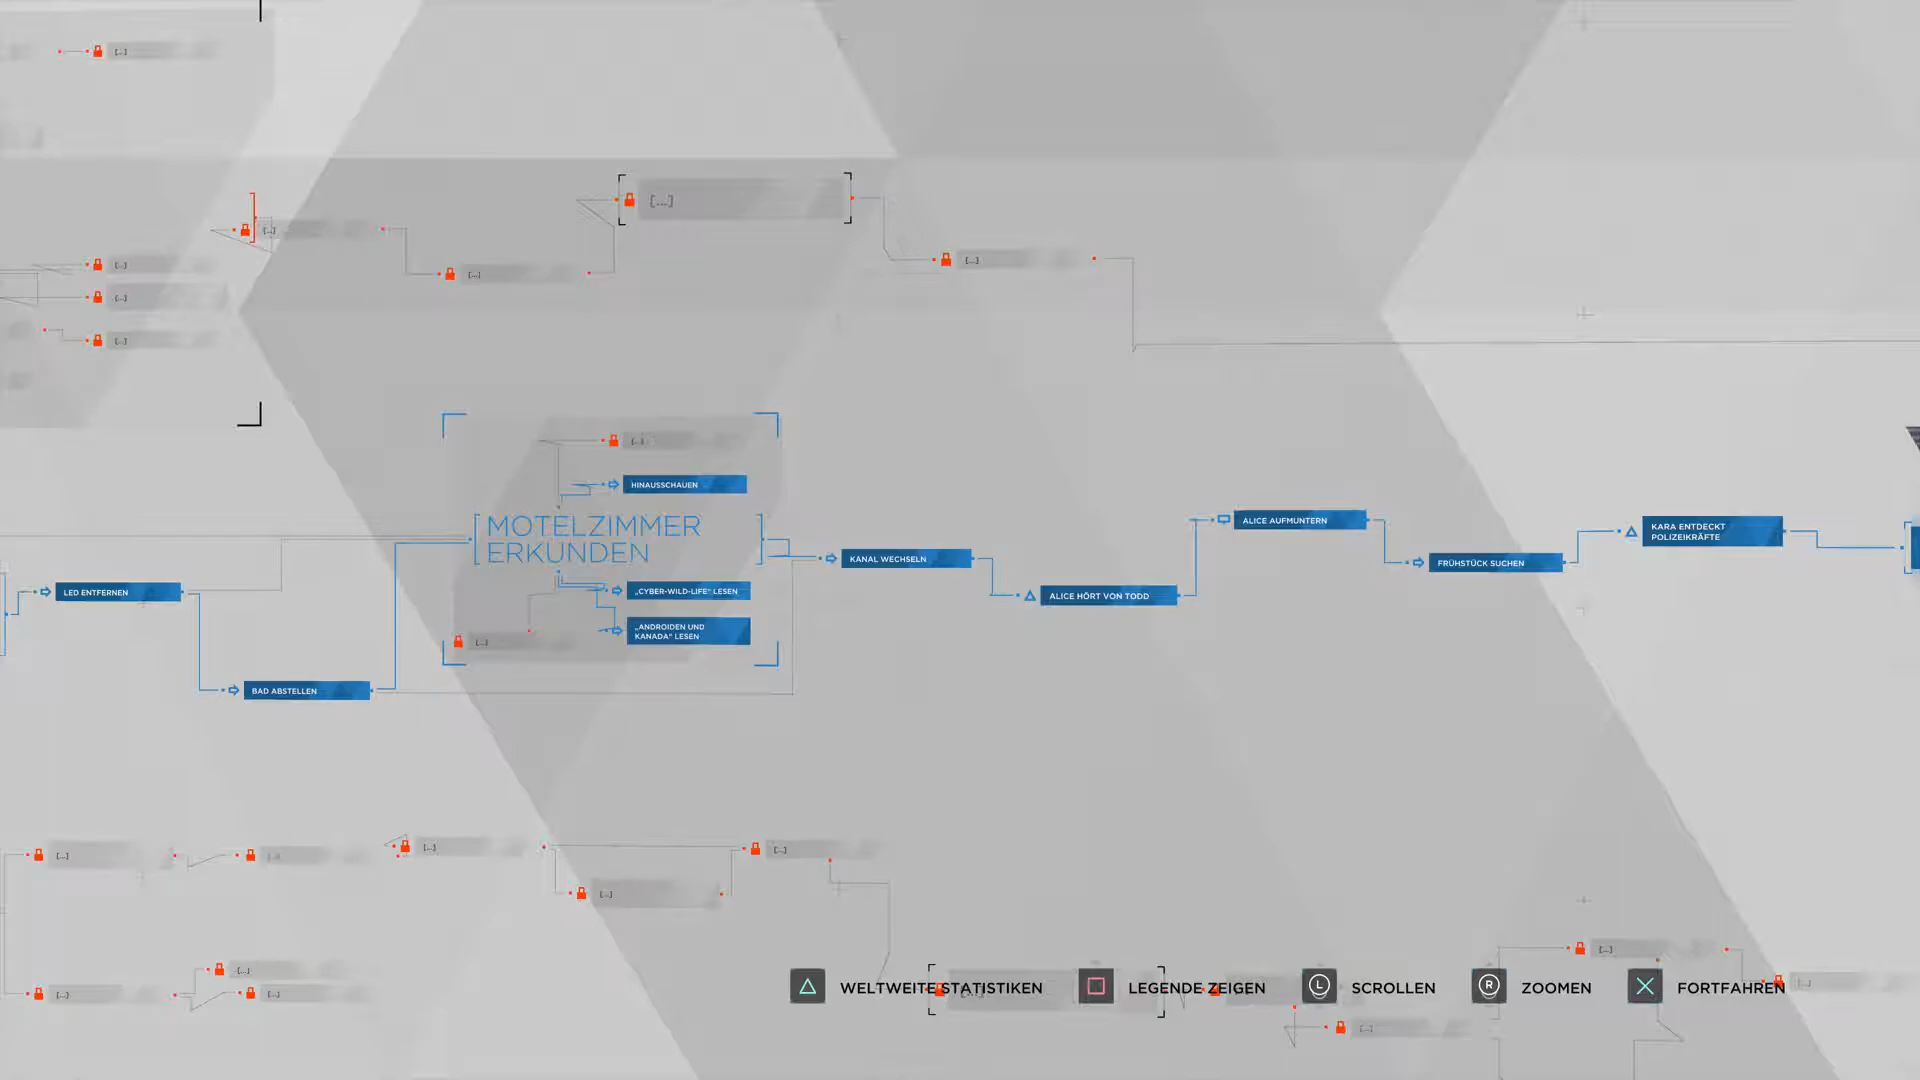 [...]
[...]
[...]
[...]
[...]
[...]
[...]
[...]
[...]
HINAUSSCHAUEN
MOTELZIMMER
ERKUNDEN
„CYBER-WILD-LIFE“ LESEN
„ANDROIDEN UND
KANADA“ LESEN
[...]
LED ENTFERNEN
BAD ABSTELLEN
KANAL WECHSELN
ALICE HÖRT VON TODD
ALICE AUFMUNTERN
FRÜHSTÜCK SUCHEN
KARA ENTDECKT
POLIZEIKRÄFTE
[...]
[...]
[...]
[...]
[...]
[...]
[...]
[...]
[...]
[...]
[...]
[...]
WELTWEITE STATISTIKEN
LEGENDE ZEIGEN
L SCROLLEN
R ZOOMEN
FORTFAHREN